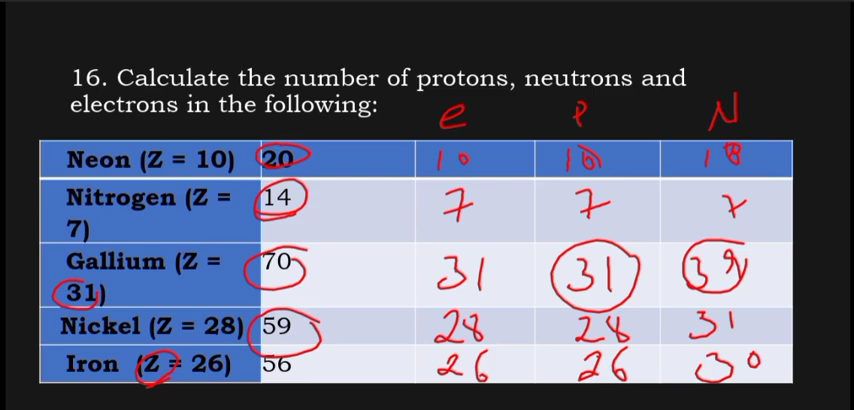 16. Calculate the number of protons, neutrons and
electrons in the following:
e P N
Neon (Z = 10) 20 10 10 10
Nitrogen (Z = 14 7 7 7
7)
Gallium (Z = 70 31 31 39
31)
Nickel (Z = 28) 59 28 28 31
Iron (Z = 26) 56 26 26 30